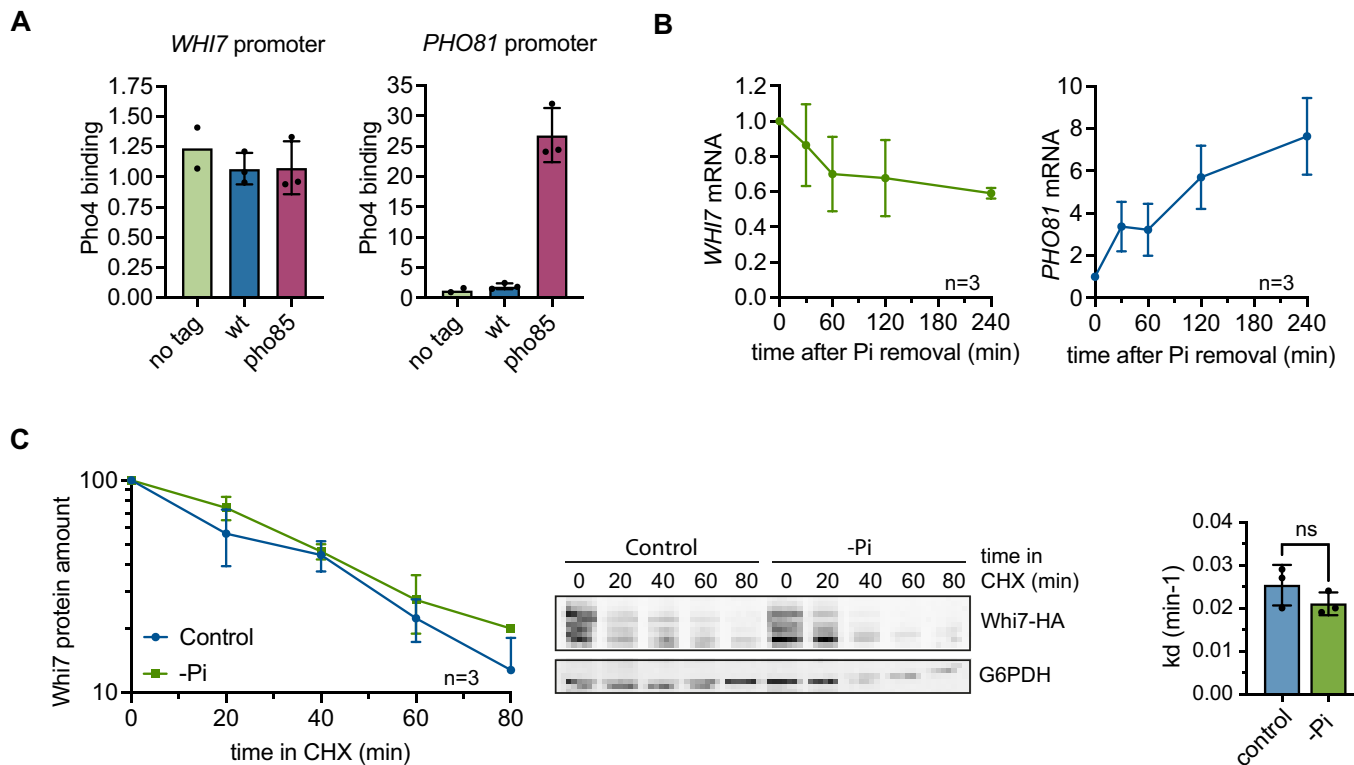 A
WHI7 promoter
PHO81 promoter
Pho4 binding
1.75
1.50
1.25
1.00
0.75
0.50
0.25
0.00
no tag
wt
pho85
Pho4 binding
35
30
25
20
15
10
5
0
no tag
wt
pho85
B
WHI7 mRNA
1.2
1.0
0.8
0.6
0.4
0.2
0.0
n=3
0 60 120 180 240
time after Pi removal (min)
PHO81 mRNA
10
8
6
4
2
0
n=3
0 60 120 180 240
time after Pi removal (min)
C
Whi7 protein amount
100
10
Control
-Pi
n=3
0 20 40 60 80
time in CHX (min)
Control -Pi time in
0 20 40 60 80 0 20 40 60 80 CHX (min)
Whi7-HA
G6PDH
kd (min-1)
0.04
0.03
0.02
0.01
0.00
ns
control
-Pi